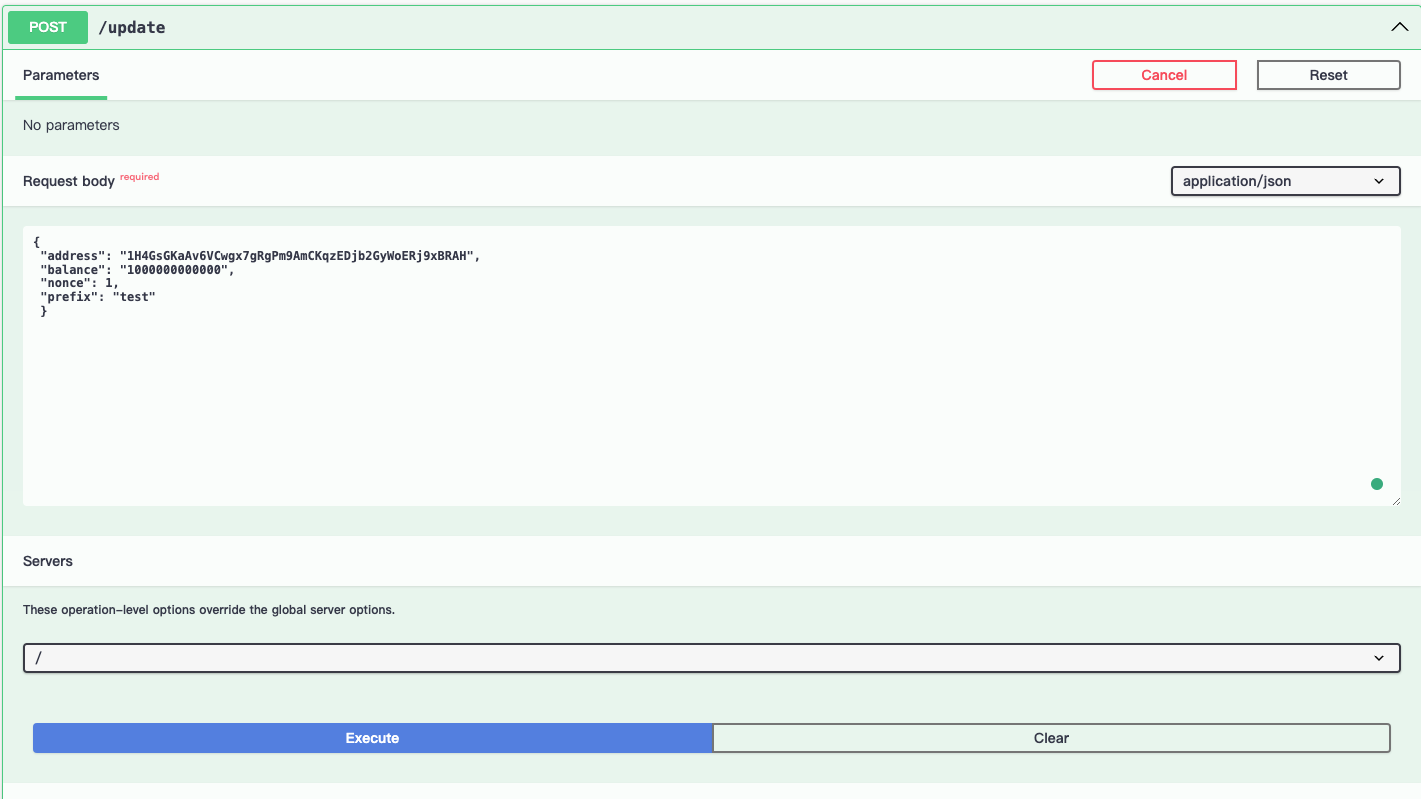 POST /update
Parameters
Cancel
Reset
No parameters
Request body required
application/json
{
"address": "1H4GsGKaAv6VCwgx7gRgPm9AmCKqzEDjb2GyWoERj9xBRAH",
"balance": "1000000000000",
"nonce": 1,
"prefix": "test"
}
Servers
These operation-level options override the global server options.
/
Execute
Clear